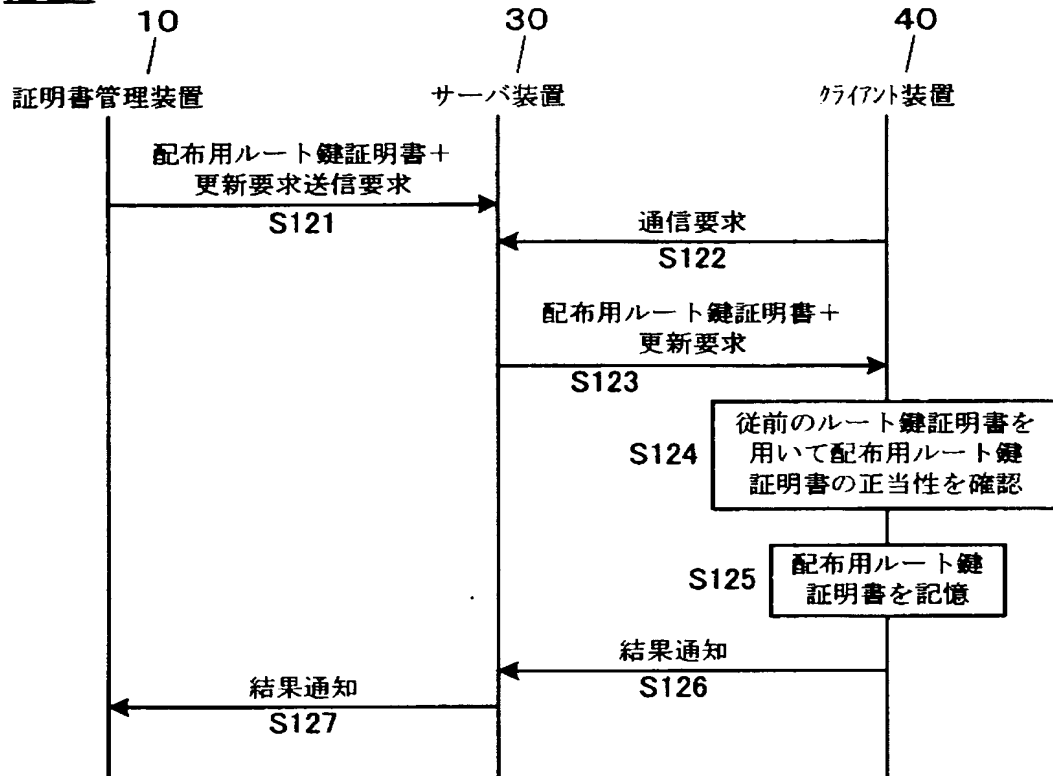 10
30
40
証明書管理装置
サーバ装置
クライアント装置
配布用ルート鍵証明書＋
更新要求送信要求
S121
通信要求
S122
配布用ルート鍵証明書＋
更新要求
S123
S124
従前のルート鍵証明書を
用いて配布用ルート鍵
証明書の正当性を確認
S125
配布用ルート鍵
証明書を記憶
結果通知
S126
結果通知
S127